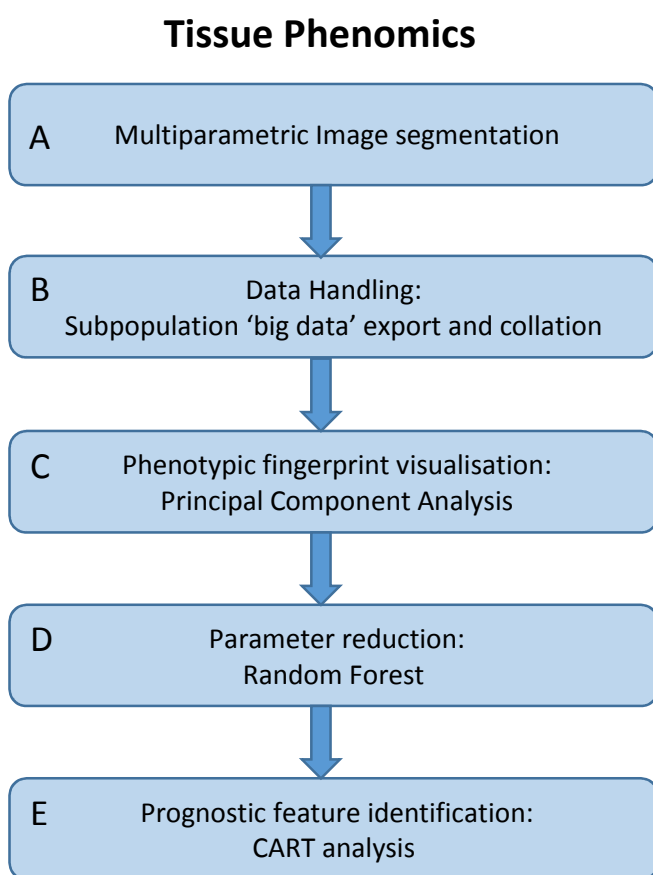 Tissue Phenomics
A
Multiparametric Image segmentation
B
Data Handling:
Subpopulation ‘big data’ export and collation
C
Phenotypic fingerprint visualisation:
Principal Component Analysis
D
Parameter reduction:
Random Forest
E
Prognostic feature identification:
CART analysis